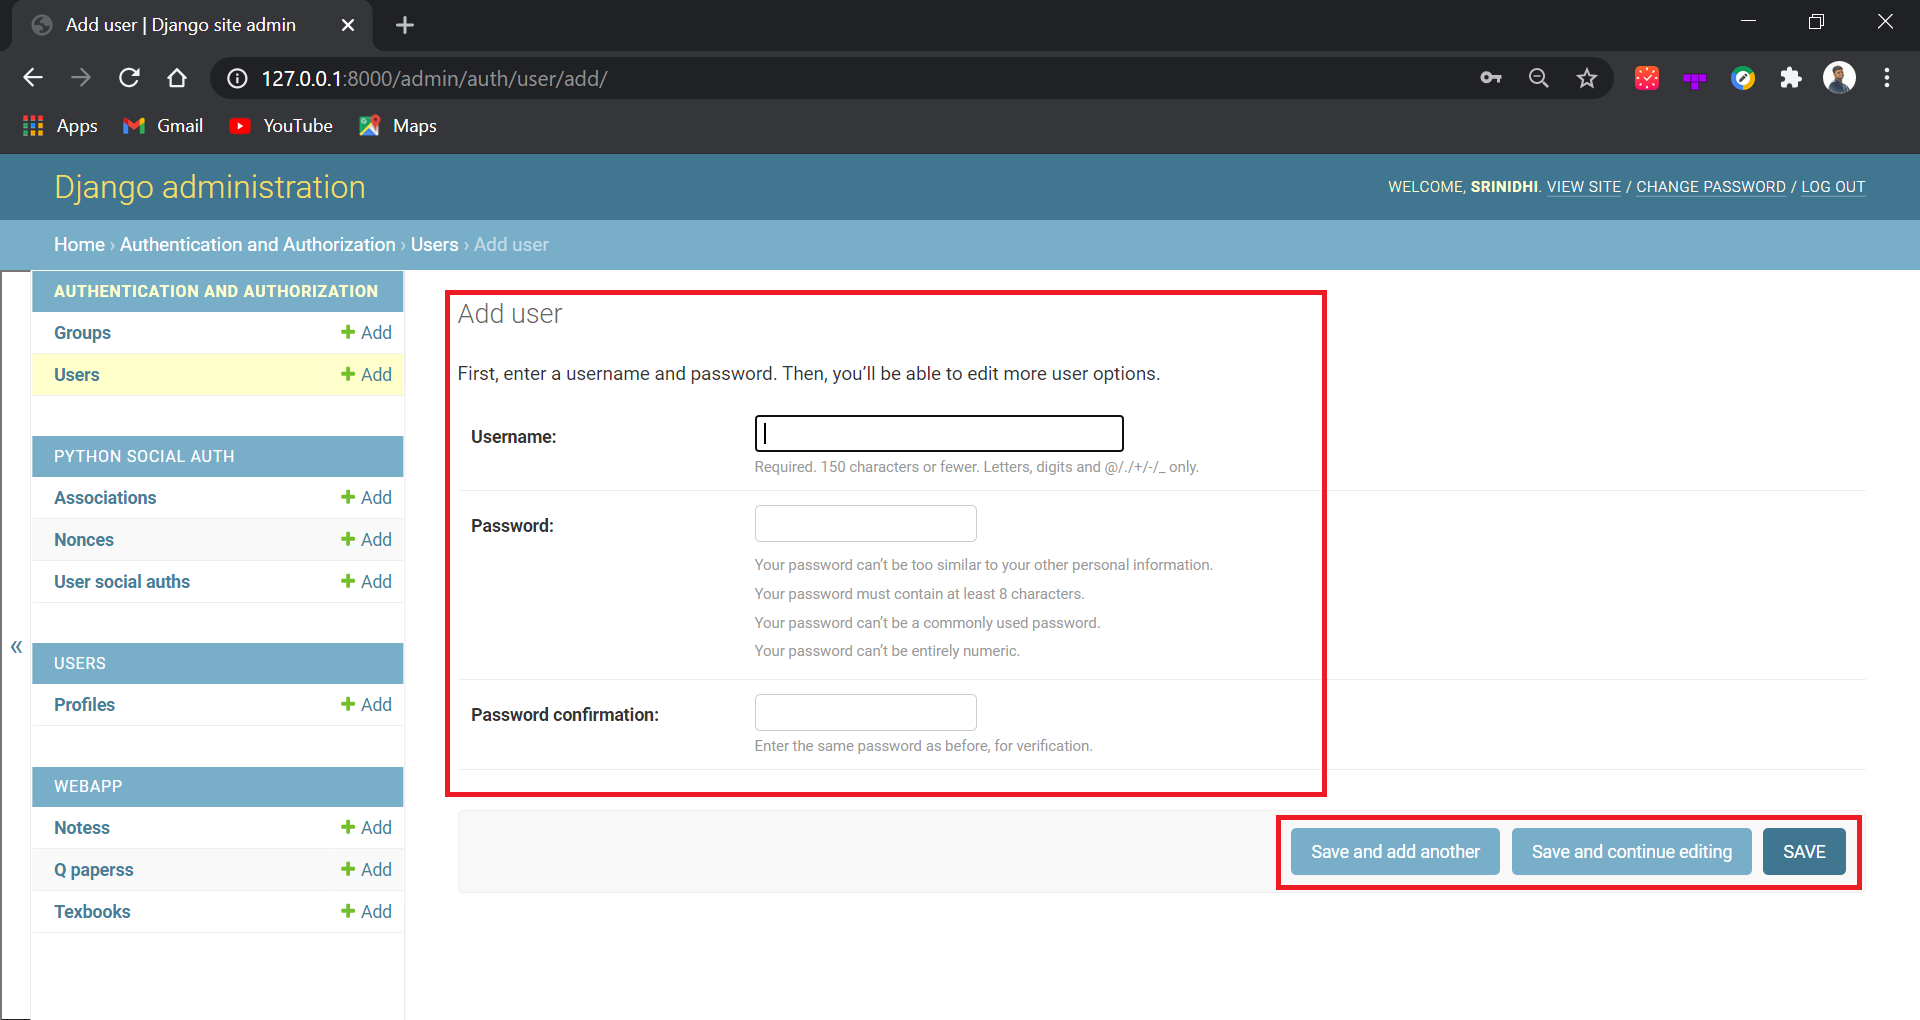 Add user | Django site admin
127.0.0.1:8000/admin/auth/user/add/
Apps Gmail YouTube Maps
Django administration
WELCOME, SRINIDHI. VIEW SITE / CHANGE PASSWORD / LOG OUT
Home › Authentication and Authorization › Users › Add user
AUTHENTICATION AND AUTHORIZATION
Groups + Add
Users + Add
PYTHON SOCIAL AUTH
Associations + Add
Nonces + Add
User social auths + Add
«
USERS
Profiles + Add
WEBAPP
Notess + Add
Q paperss + Add
Texbooks + Add
Add user
First, enter a username and password. Then, you’ll be able to edit more user options.
Username:
Required. 150 characters or fewer. Letters, digits and @/./+/-/_ only.
Password:
Your password can’t be too similar to your other personal information.
Your password must contain at least 8 characters.
Your password can’t be a commonly used password.
Your password can’t be entirely numeric.
Password confirmation:
Enter the same password as before, for verification.
Save and add another Save and continue editing SAVE